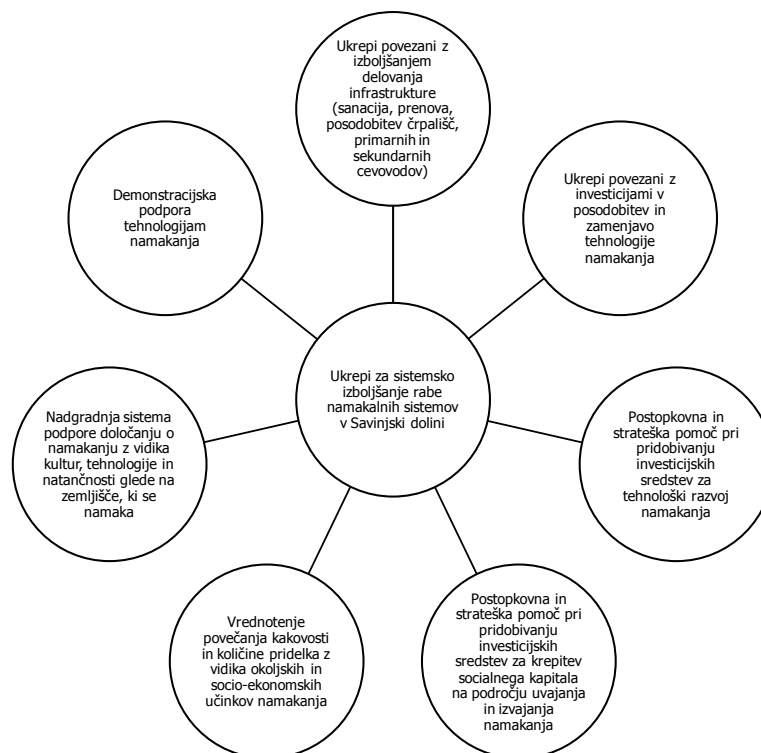 Ukrepi povezani z
izboljšanjem
delovanja
infrastrukture
(sanacija, prenova,
posodobitev črpališč,
primarnih in
sekundarnih
cevovodov)
Ukrepi povezani z
investicijami v
posodobitev in
zamenjavo
tehnologije
namakanja
Postopkovna in
strateška pomoč pri
pridobivanju
investicijskih
sredstev za
tehnološki razvoj
namakanja
Postopkovna in
strateška pomoč pri
pridobivanju
investicijskih
sredstev za krepitev
socialnega kapitala
na področju uvajanja
in izvajanja
namakanja
Vrednotenje
povečanja kakovosti
in količine pridelka z
vidika okoljskih in
socio-ekonomskih
učinkov namakanja
Nadgradnja sistema
podpore določanju o
namakanju z vidika
kultur, tehnologije in
natančnosti glede na
zemljišče, ki se
namaka
Demonstracijska
podpora
tehnologijam
namakanja
Ukrepi za sistemsko
izboljšanje rabe
namakalnih sistemov
v Savinjski dolini